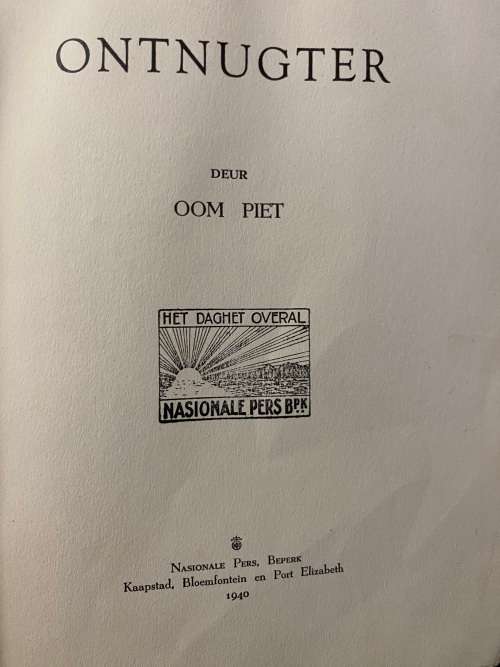 ONTNUGTER
DEUR
OOM PIET
HET DAGHET OVERAL
NASIONALE PERS BPK
Nasionale Pers, Beperk
Kaapstad, Bloemfontein en Port Elizabeth
1940